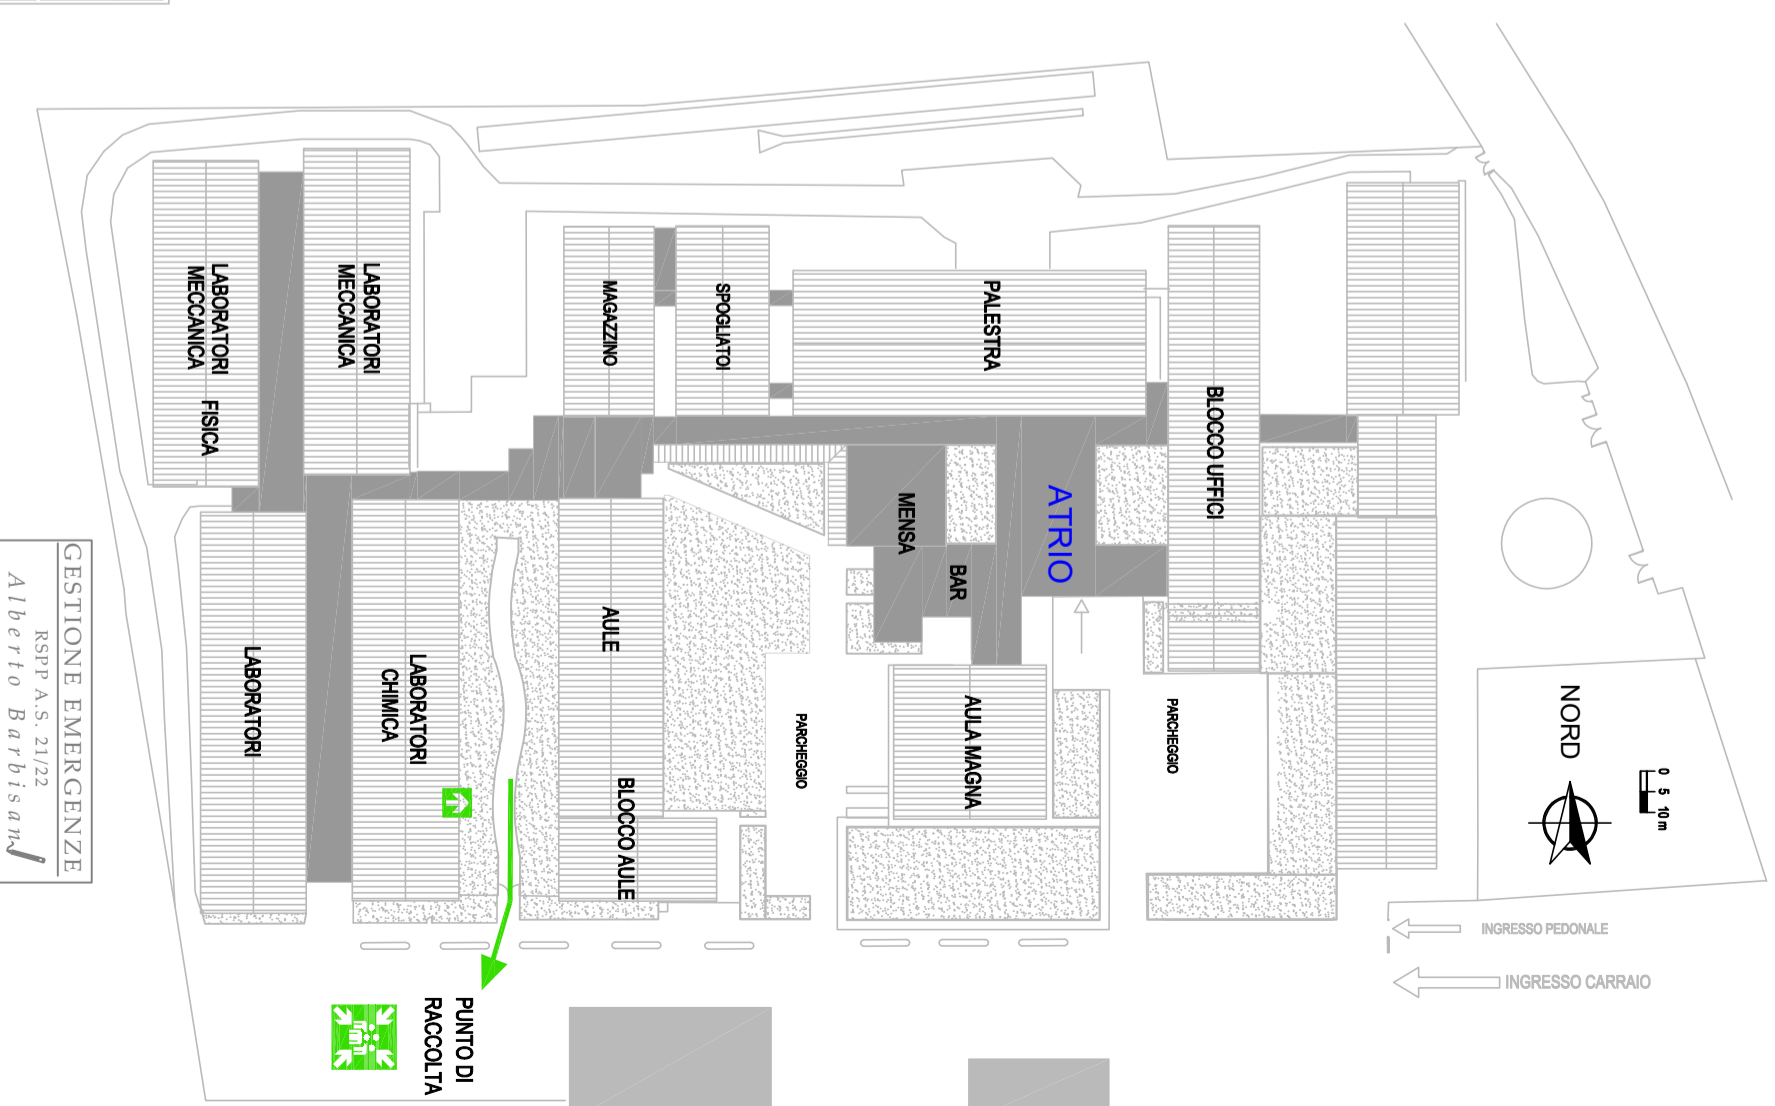 LABORATORI
MECCANICA FISICA
LABORATORI
MECCANICA
MAGAZZINO
SPOGLIATOI
PALESTRA
BLOCCO UFFICI
ATRIO
MENSA
BAR
AULE
BLOCCO AULE
LABORATORI
LABORATORI
CHIMICA
AULA MAGNA
PARCHEGGIO
PARCHEGGIO
NORD
0 5 10 m
INGRESSO PEDONALE
INGRESSO CARRAIO
PUNTO DI
RACCOLTA
GESTIONE EMERGENZE
RSPP A.S. 21/22
Alberto Barbisan